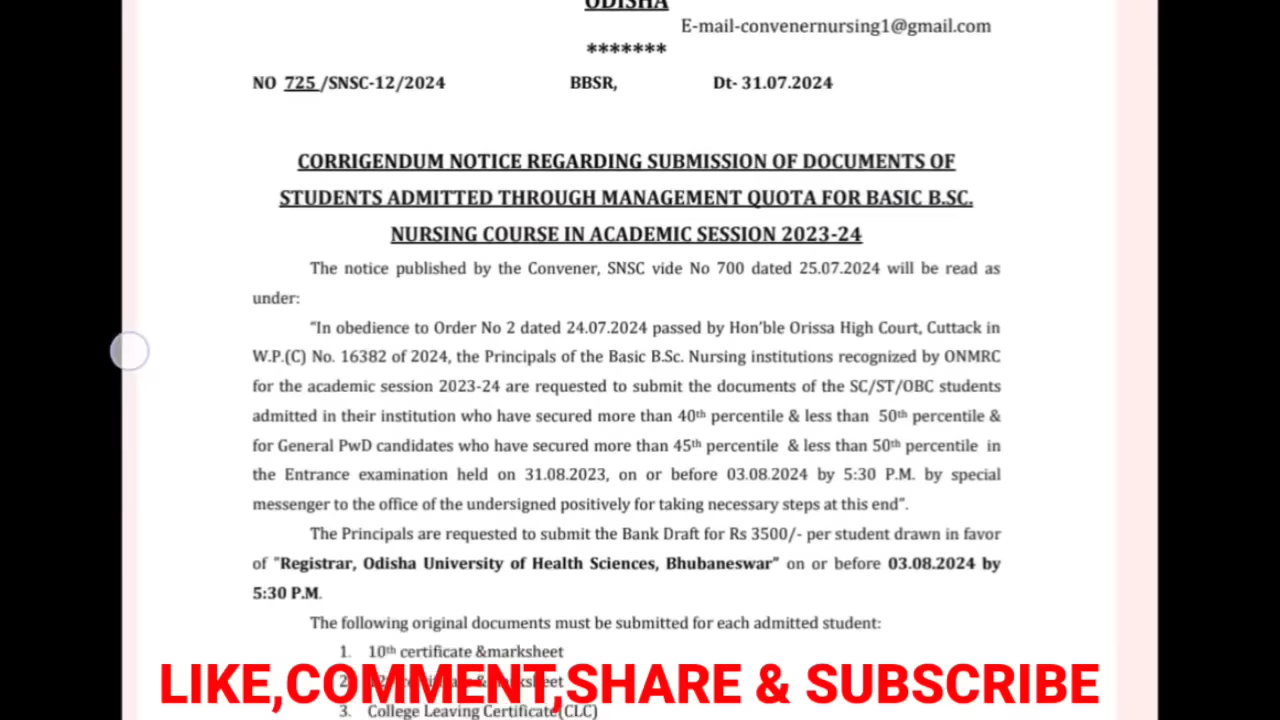 ODISHA
E-mail-convenernursing1@gmail.com
*******
NO 725 /SNSC-12/2024 BBSR, Dt- 31.07.2024
CORRIGENDUM NOTICE REGARDING SUBMISSION OF DOCUMENTS OF
STUDENTS ADMITTED THROUGH MANAGEMENT QUOTA FOR BASIC B.SC.
NURSING COURSE IN ACADEMIC SESSION 2023-24
The notice published by the Convener, SNSC vide No 700 dated 25.07.2024 will be read as
under:
“In obedience to Order No 2 dated 24.07.2024 passed by Hon’ble Orissa High Court, Cuttack in
W.P.(C) No. 16382 of 2024, the Principals of the Basic B.Sc. Nursing institutions recognized by ONMRC
for the academic session 2023-24 are requested to submit the documents of the SC/ST/OBC students
admitted in their institution who have secured more than 40th percentile & less than 50th percentile &
for General PwD candidates who have secured more than 45th percentile & less than 50th percentile in
the Entrance examination held on 31.08.2023, on or before 03.08.2024 by 5:30 P.M. by special
messenger to the office of the undersigned positively for taking necessary steps at this end”.
The Principals are requested to submit the Bank Draft for Rs 3500/- per student drawn in favor
of "Registrar, Odisha University of Health Sciences, Bhubaneswar" on or before 03.08.2024 by
5:30 P.M.
The following original documents must be submitted for each admitted student:
1. 10th certificate &marksheet
LIKE,COMMENT,SHARE & SUBSCRIBE
3. College Leaving Certificate(CLC)